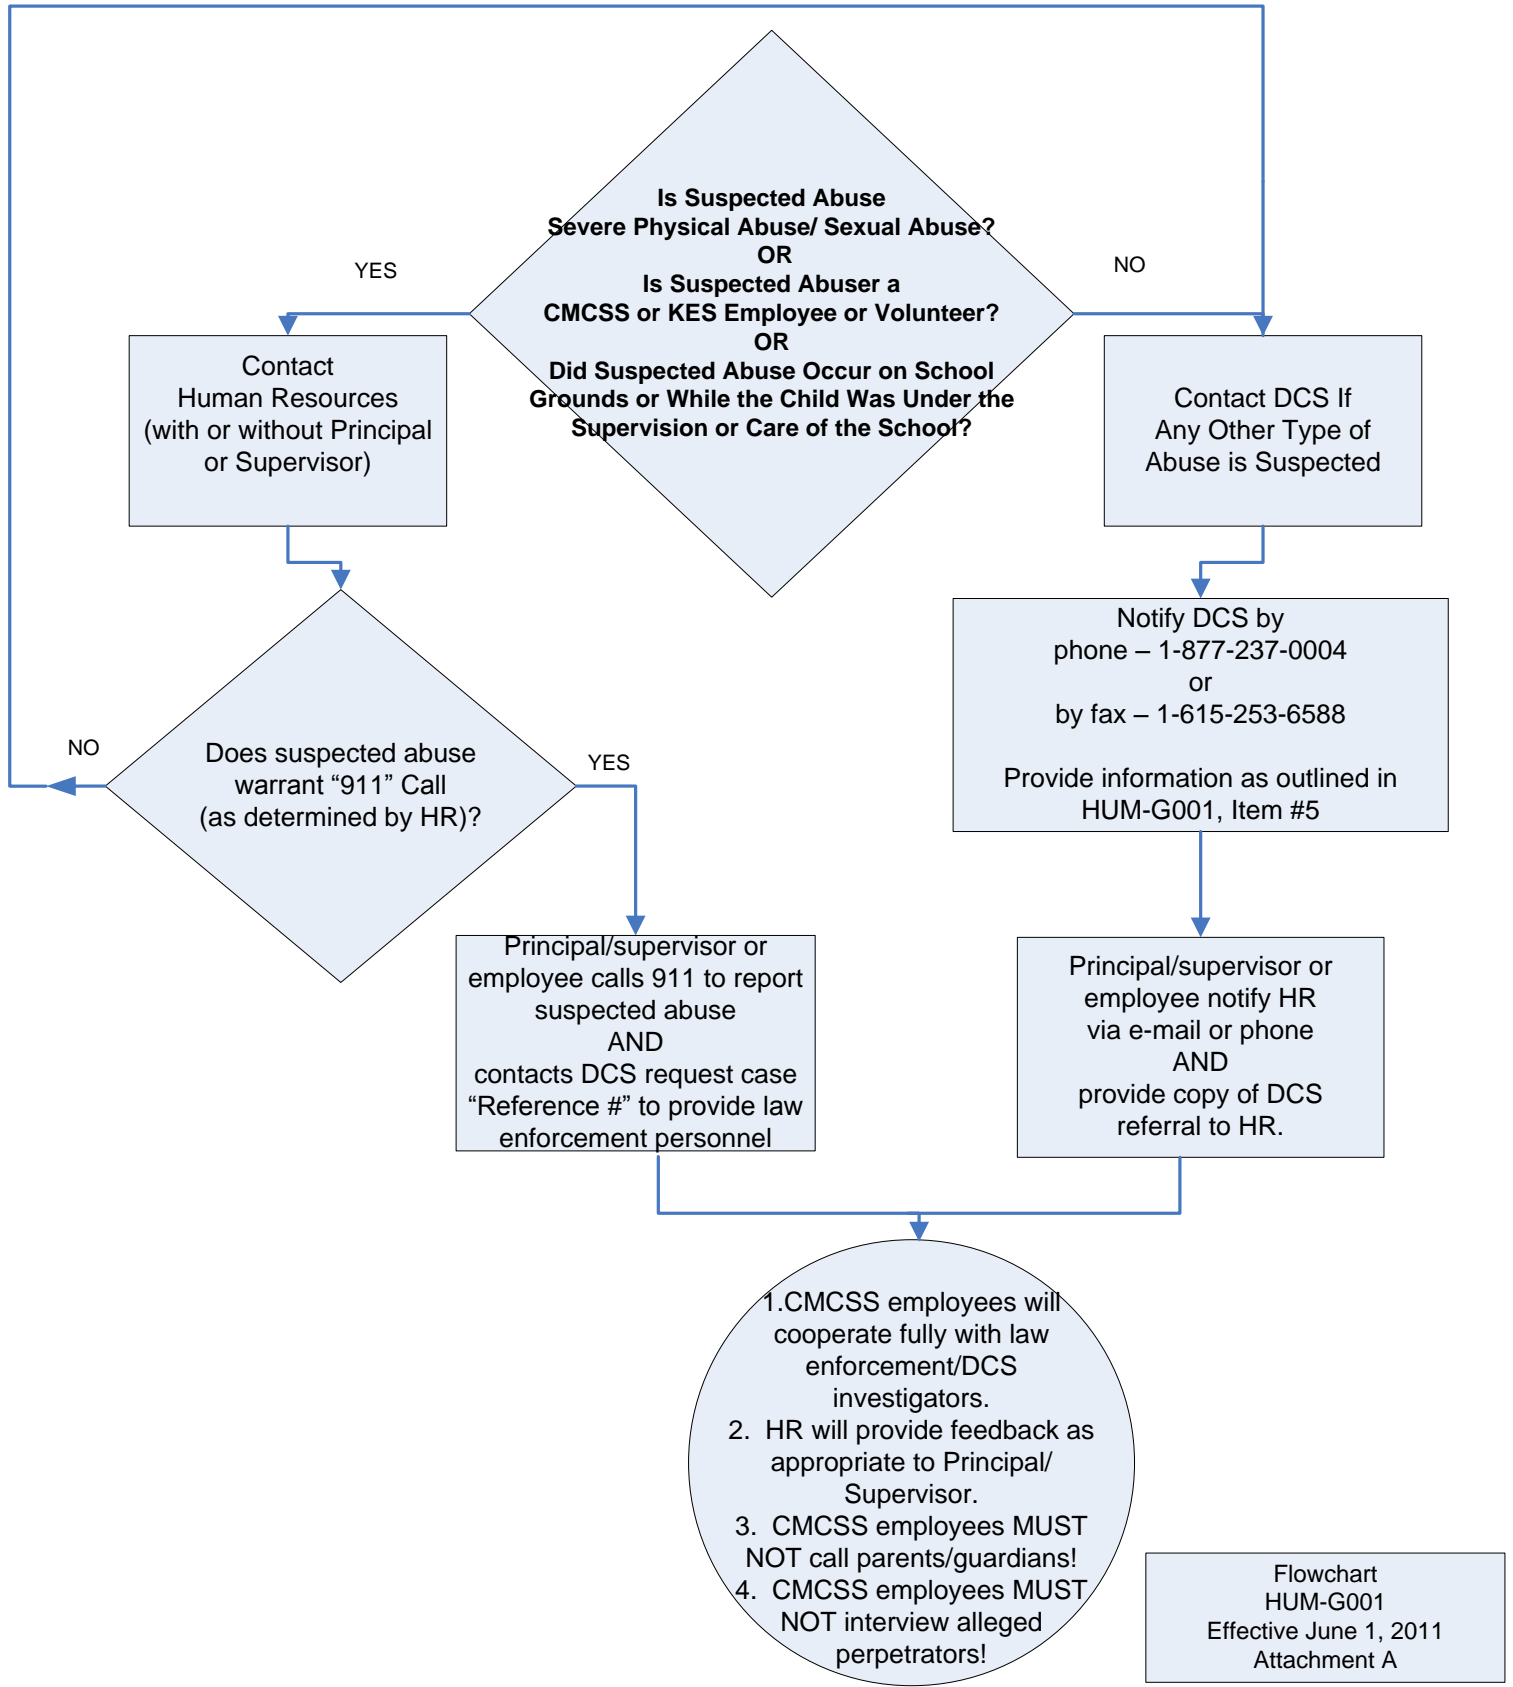 Is Suspected Abuse
Severe Physical Abuse/ Sexual Abuse?
OR
Is Suspected Abuser a
CMCSS or KES Employee or Volunteer?
OR
Did Suspected Abuse Occur on School
Grounds or While the Child Was Under the
Supervision or Care of the School?
YES
NO
Contact
Human Resources
(with or without Principal
or Supervisor)
Contact DCS If
Any Other Type of
Abuse is Suspected
Notify DCS by
phone – 1-877-237-0004
or
by fax – 1-615-253-6588
Provide information as outlined in
HUM-G001, Item #5
NO
Does suspected abuse
warrant “911” Call
(as determined by HR)?
YES
Principal/supervisor or
employee calls 911 to report
suspected abuse
AND
contacts DCS request case
“Reference #” to provide law
enforcement personnel
Principal/supervisor or
employee notify HR
via e-mail or phone
AND
provide copy of DCS
referral to HR.
1.CMCSS employees will
cooperate fully with law
enforcement/DCS
investigators.
2. HR will provide feedback as
appropriate to Principal/
Supervisor.
3. CMCSS employees MUST
NOT call parents/guardians!
4. CMCSS employees MUST
NOT interview alleged
perpetrators!
Flowchart
HUM-G001
Effective June 1, 2011
Attachment A